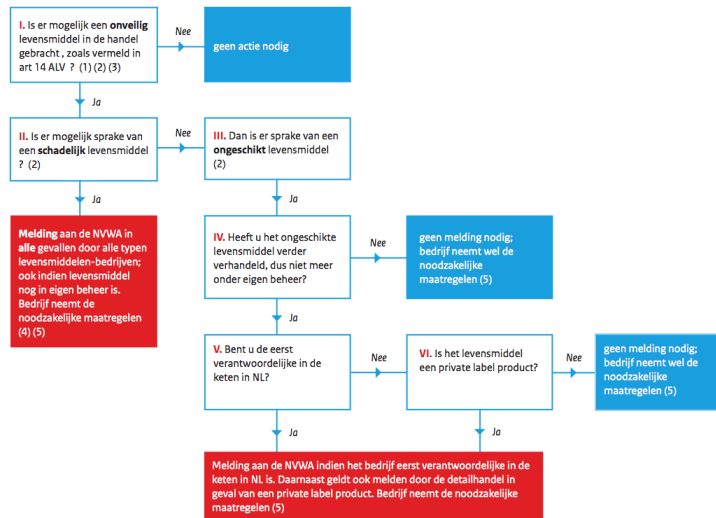 I. Is er mogelijk een onveilig
levensmiddel in de handel
gebracht , zoals vermeld in
art 14 ALV ? (1) (2) (3)
Nee
geen actie nodig
Ja
II. Is er mogelijk sprake van
een schadelijk levensmiddel
? (2)
Nee
III. Dan is er sprake van een
ongeschikt levensmiddel
(2)
Ja
Ja
Melding aan de NVWA in
alle gevallen door alle typen
levensmiddelen-bedrijven;
ook indien levensmiddel
nog in eigen beheer is.
Bedrijf neemt de
noodzakelijke maatregelen
(4) (5)
IV. Heeft u het ongeschikte
levensmiddel verder
verhandeld, dus niet meer
onder eigen beheer?
Nee
geen melding nodig;
bedrijf neemt wel de
noodzakelijke
maatregelen (5)
Ja
V. Bent u de eerst
verantwoordelijke in de
keten in NL?
Nee
VI. Is het levensmiddel
een private label product?
Nee
geen melding nodig;
bedrijf neemt wel de
noodzakelijke
maatregelen (5)
Ja
Ja
Melding aan de NVWA indien het bedrijf eerst verantwoordelijke in de
keten in NL is. Daarnaast geldt ook melden door de detailhandel in
geval van een private label product. Bedrijf neemt de noodzakelijke
maatregelen (5)